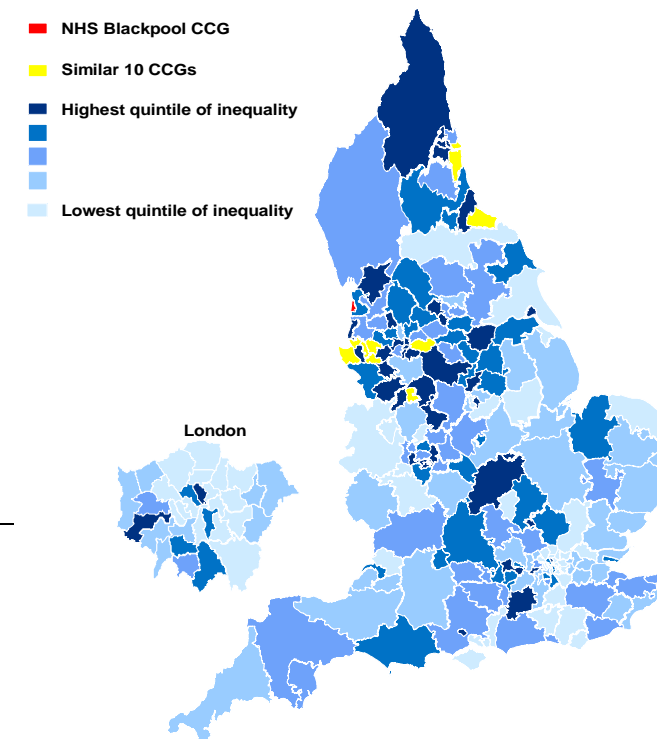 NHS Blackpool CCG
Similar 10 CCGs
Highest quintile of inequality
Lowest quintile of inequality
London